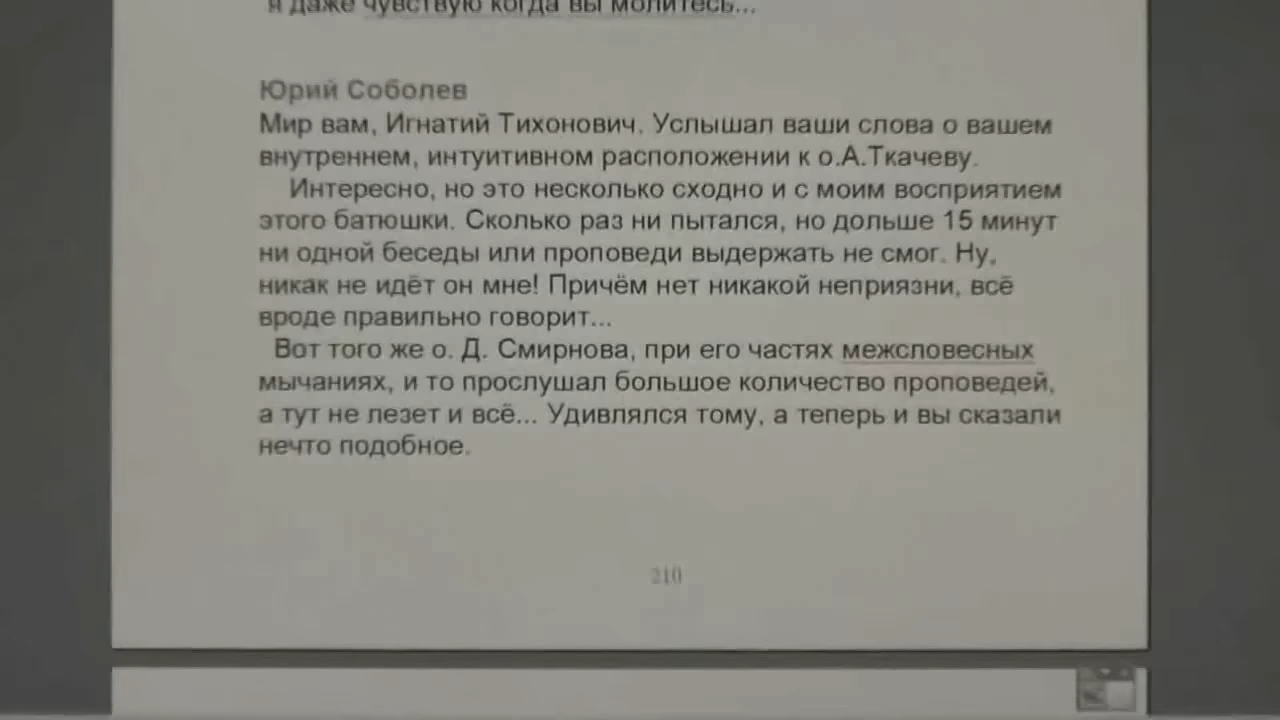 я даже чувствую когда вы молитесь...
Юрий Соболев
Мир вам, Игнатий Тихонович. Услышал ваши слова о вашем
внутреннем, интуитивном расположении к о.А.Ткачеву.
Интересно, но это несколько сходно и с моим восприятием
этого батюшки. Сколько раз ни пытался, но дольше 15 минут
ни одной беседы или проповеди выдержать не смог. Ну,
никак не идёт он мне! Причём нет никакой неприязни, всё
вроде правильно говорит...
Вот того же о. Д. Смирнова, при его частях межсловесных
мычаниях, и то прослушал большое количество проповедей,
а тут не лезет и всё... Удивлялся тому, а теперь и вы сказали
нечто подобное.
210